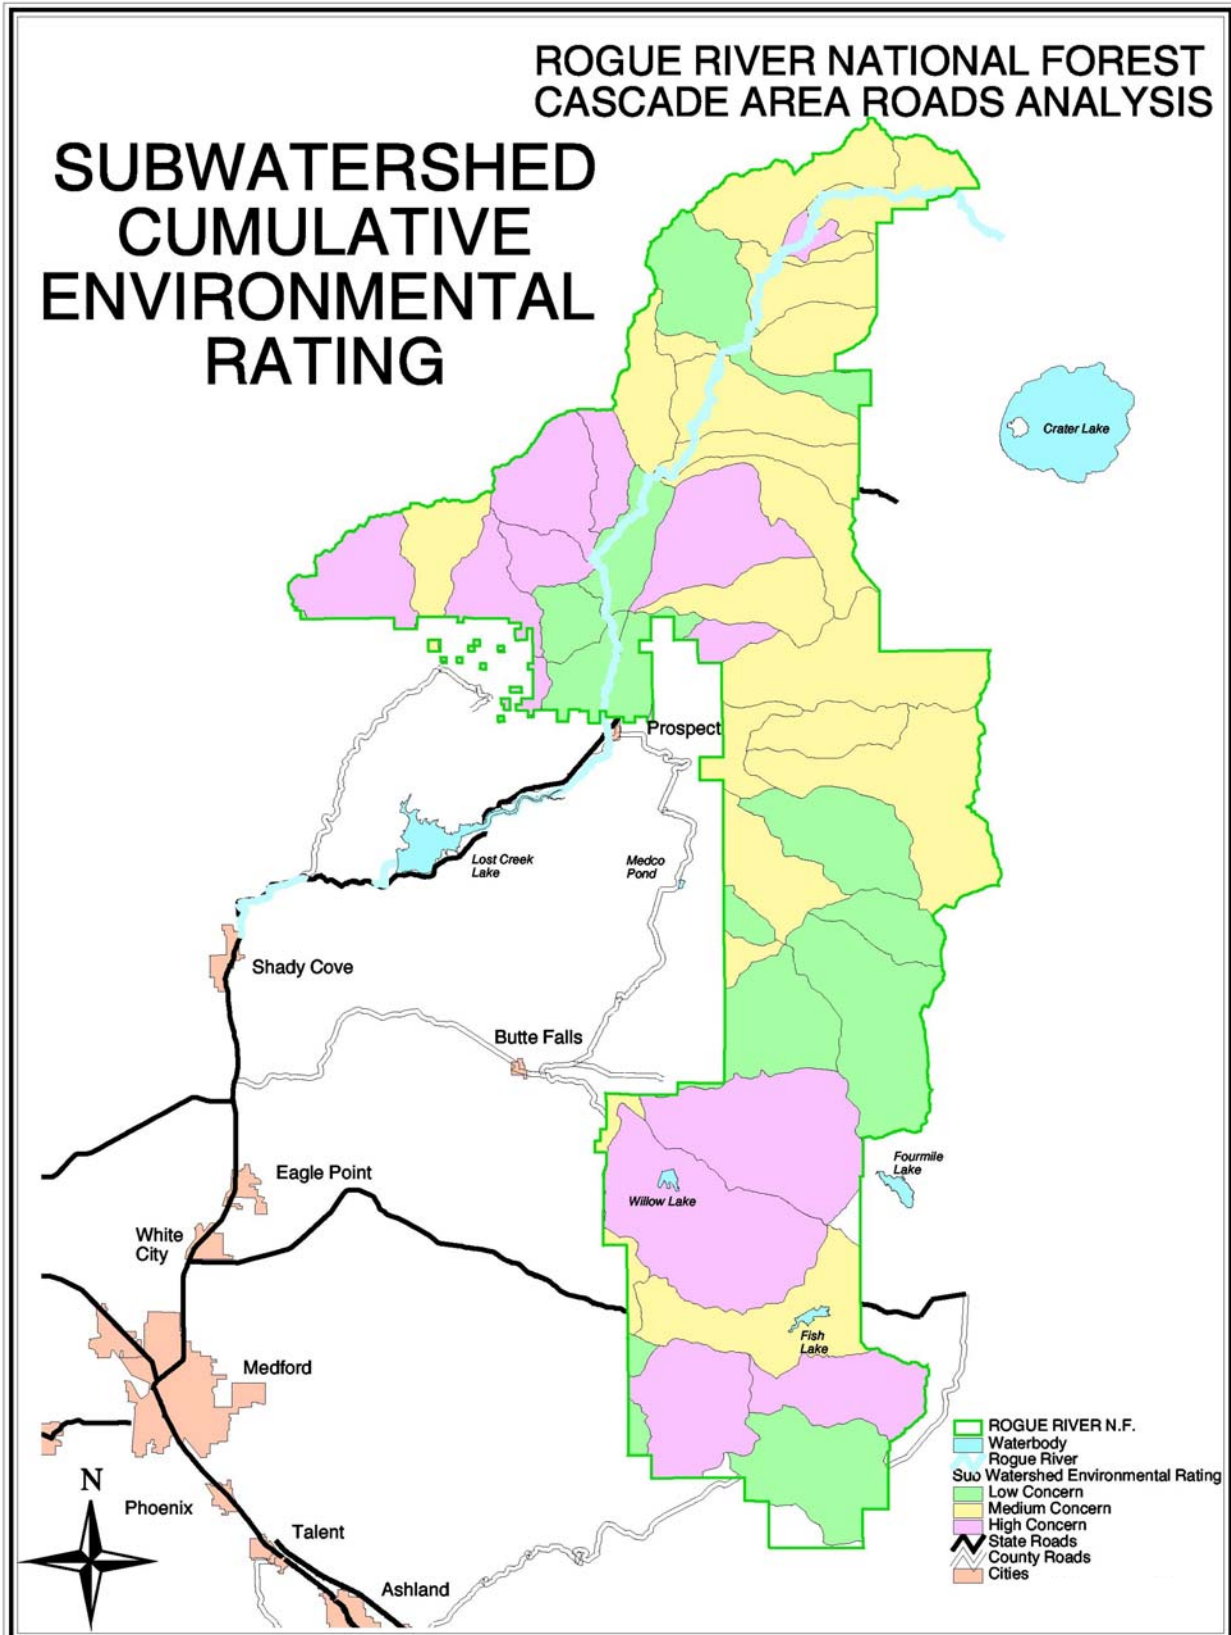 ROGUE RIVER NATIONAL FOREST
CASCADE AREA ROADS ANALYSIS
SUBWATERSHED
CUMULATIVE
ENVIRONMENTAL
RATING
Crater Lake
Prospect
Lost Creek
Lake
Medco
Pond
Shady Cove
Butte Falls
Fourmile
Lake
Eagle Point
Willow Lake
White
City
Fish
Lake
Medford
Phoenix
Talent
Ashland
N
ROGUE RIVER N.F.
Waterbody
Rogue River
Sub Watershed Environmental Rating
Low Concern
Medium Concern
High Concern
State Roads
County Roads
Cities